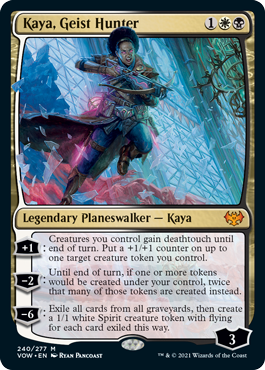 Kaya, Geist Hunter 1
Legendary Planeswalker — Kaya
+1: Creatures you control gain deathtouch until
end of turn. Put a +1/+1 counter on up to
one target creature token you control.
−2: Until end of turn, if one or more tokens
would be created under your control, twice
that many of those tokens are created instead.
−6: Exile all cards from all graveyards, then create
a 1/1 white Spirit creature token with flying
for each card exiled this way.
3
240/277 M
VOW • EN Ryan Pancoast
™ & © 2021 Wizards of the Coast